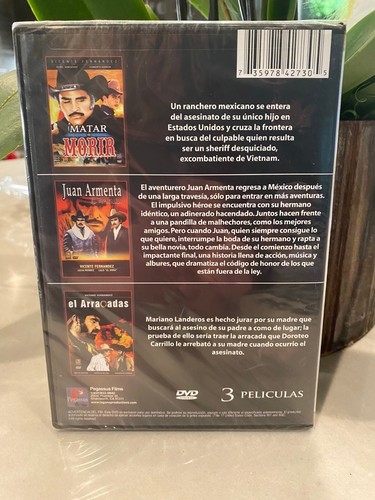 7 35978 42730 5
VICENTE FERNANDEZ
MATAR
O
MORIR
Un ranchero mexicano se entera
del asesinato de su único hijo en
Estados Unidos y cruza la frontera
en busca del culpable quien resulta
ser un sheriff desquiciado,
excombatiente de Vietnam.
Juan Armenta
VICENTE FERNANDEZ
El aventurero Juan Armenta regresa a México después
de una larga travesía, sólo para entrar en más aventuras.
El impulsivo héroe se encuentra con su hermano
idéntico, un adinerado hacendado. Juntos hacen frente
a una pandilla de malhechores, como los mejores
amigos. Pero cuando Juan, quien siempre consigue lo
que quiere, interrumpe la boda de su hermano y rapta a
su bella novia, todo cambia. Desde el comienzo hasta el
impactante final, una historia llena de acción, música y
albures, que dramatiza el código de honor de los que
están fuera de la ley.
el Arracadas
Mariano Landeros es hecho jurar por su madre que
buscará al asesino de su padre a como de lugar; la
prueba de ello sería traer la arracada que Doroteo
Carrillo le arrebató a su madre cuando ocurrio el
asesinato.
Pegasus Films
DVD
3 PELICULAS